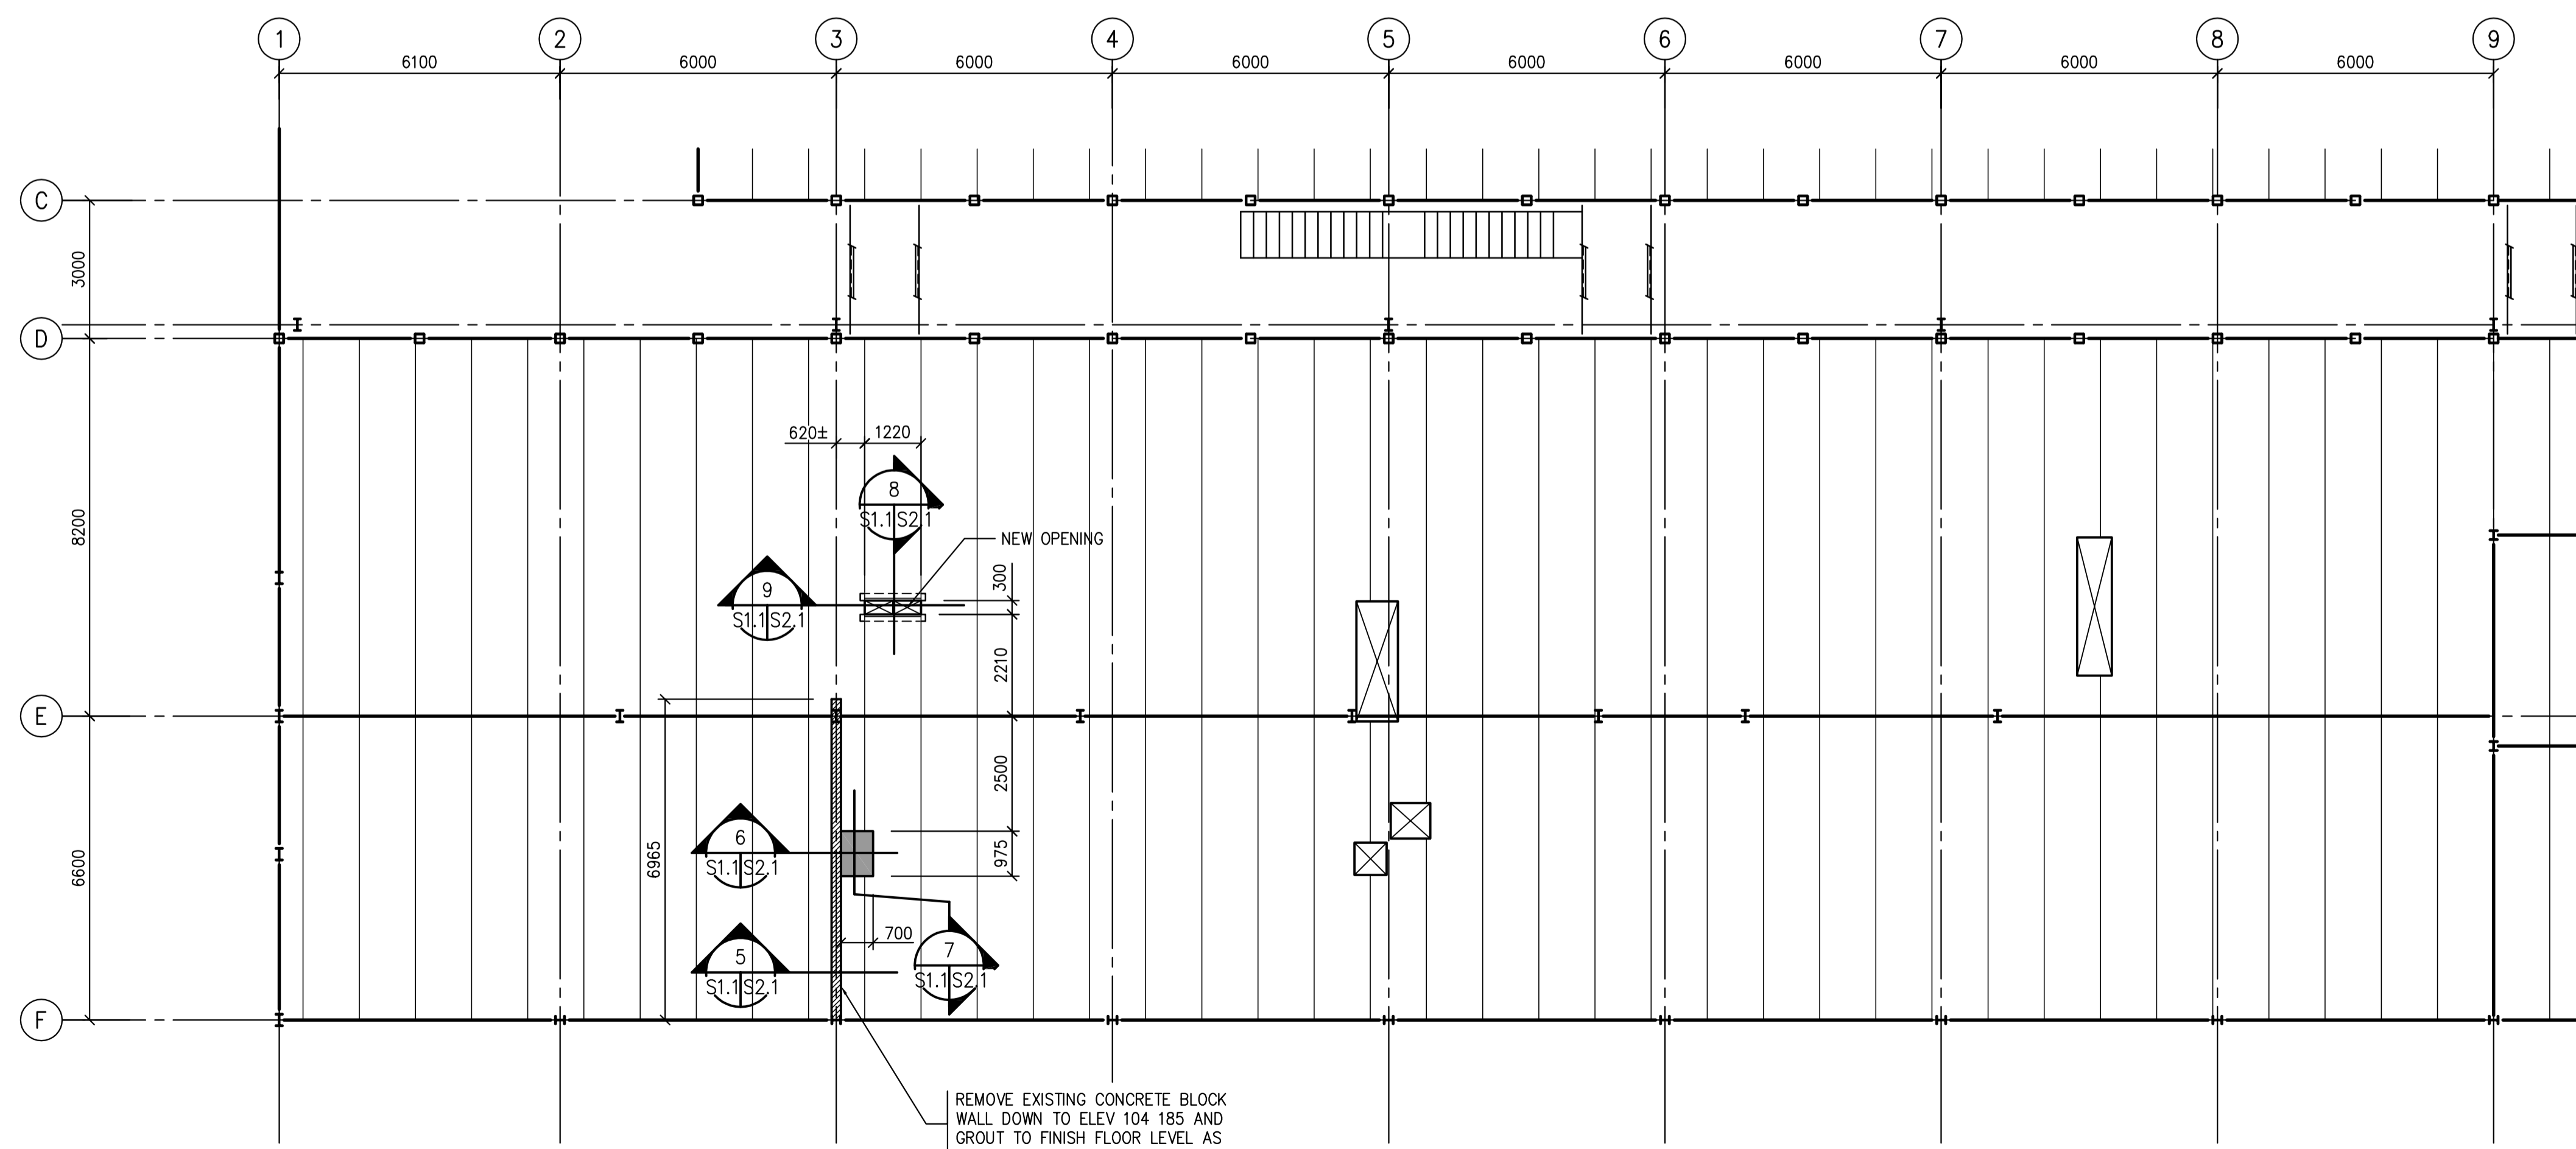 1 2 3 4 5 6 7 8 9
6100 6000 6000 6000 6000 6000 6000 6000
C
3000
D
620± 1220
8
S1.1 S2.1
8200
NEW OPENING
300
9
S1.1 S2.1
2210
E
2500
6
S1.1 S2.1
6965
975
6600
700
5
S1.1 S2.1
7
S1.1 S2.1
F
REMOVE EXISTING CONCRETE BLOCK
WALL DOWN TO ELEV 104 185 AND
GROUT TO FINISH FLOOR LEVEL AS